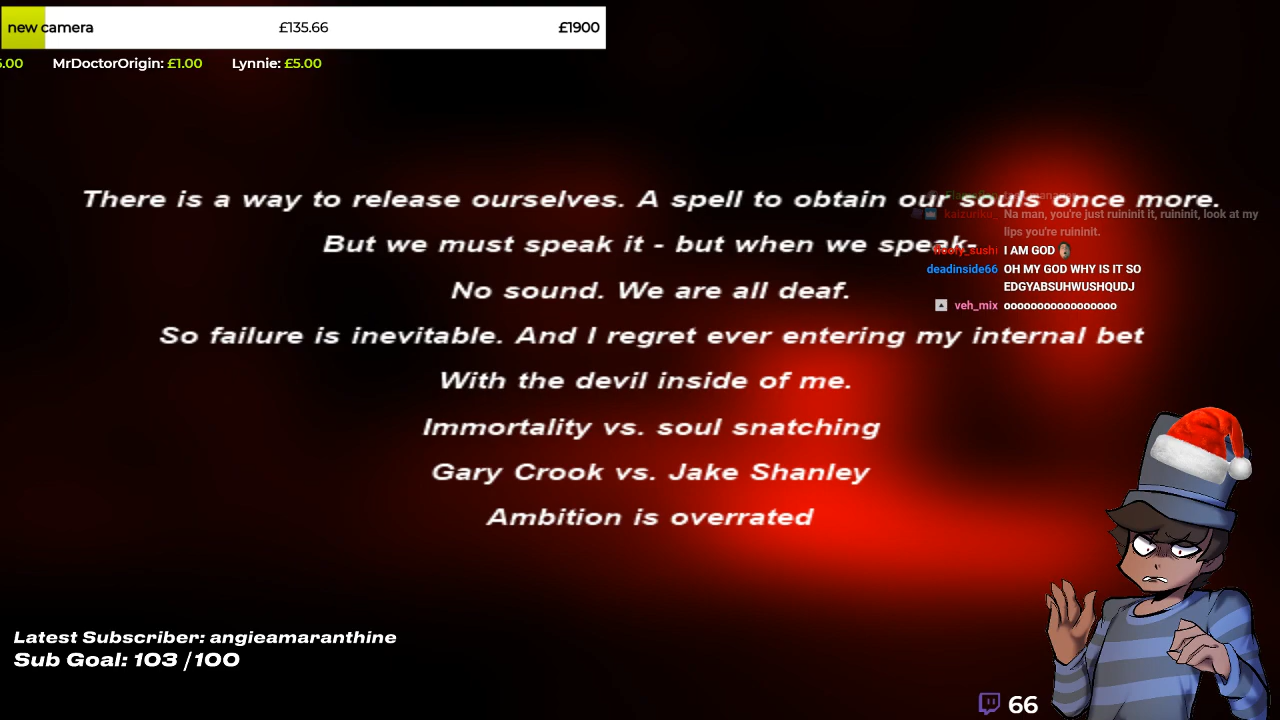 new camera £135.66 £1900
5.00 MrDoctorOrigin: £1.00 Lynnie: £5.00
There is a way to release ourselves. A spell to obtain our souls once more.
But we must speak it - but when we speak-
No sound. We are all deaf.
So failure is inevitable. And I regret ever entering my internal bet
With the devil inside of me.
Immortality vs. soul snatching
Gary Crook vs. Jake Shanley
Ambition is overrated
kaizuriku_ Na man, you're just ruininit it, ruininit, look at my
lips you're ruininit.
floofy_sushi I AM GOD
deadinside66 OH MY GOD WHY IS IT SO
EDGYABSUHWUSHQUDJ
veh_mix ooooooooooooooooo
Latest Subscriber: angieamaranthine
Sub Goal: 103 /100
66